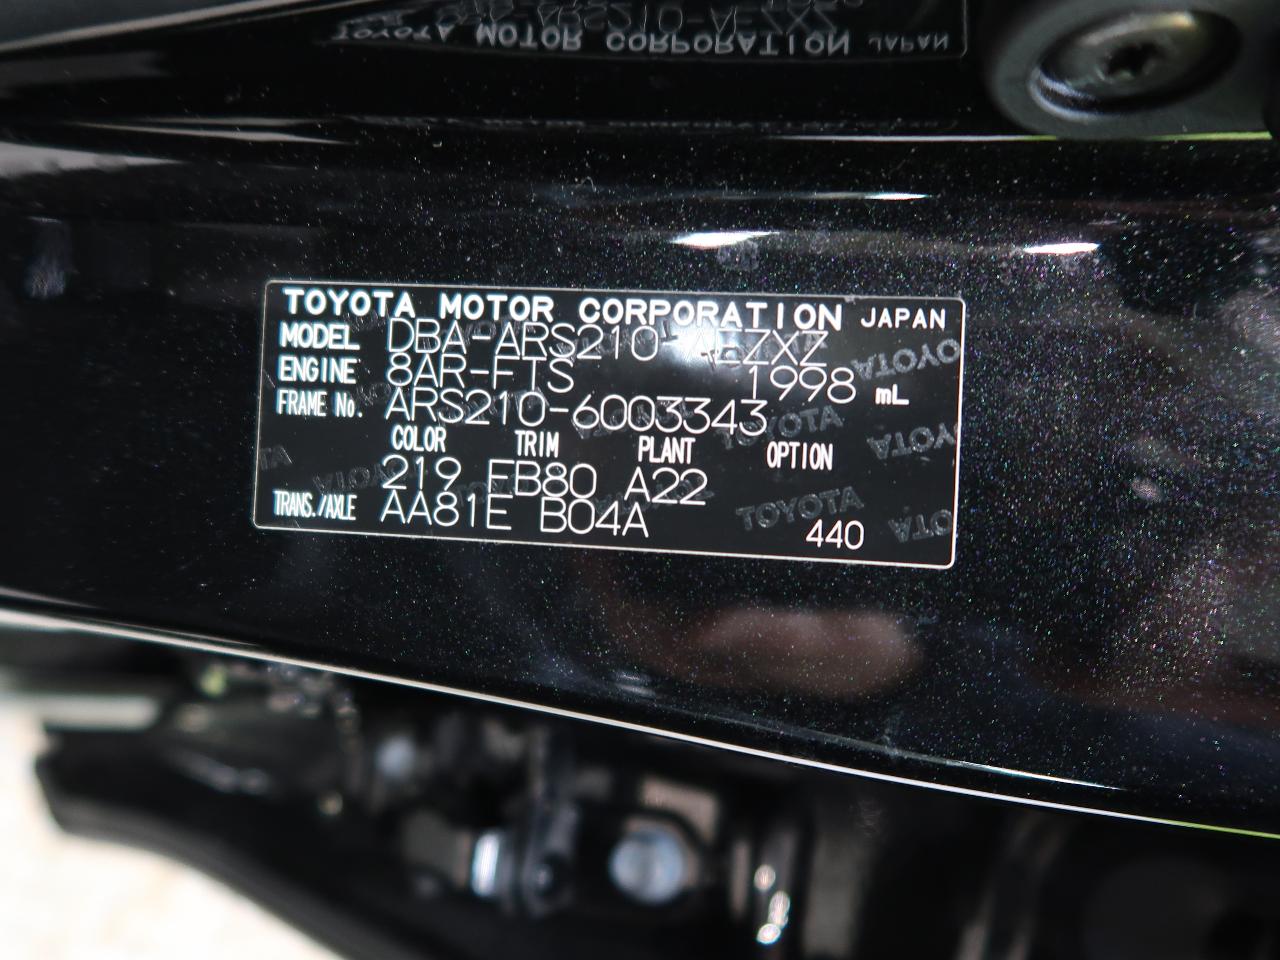 TOYOTA MOTOR CORPORATION JAPAN
MODEL DBA-ARS210-AEZXZ
ENGINE 8AR-FTS 1998 mL
FRAME No. ARS210-6003343
COLOR TRIM PLANT OPTION
219 EB80 A22
TRANS./AXLE AA81E B04A
440